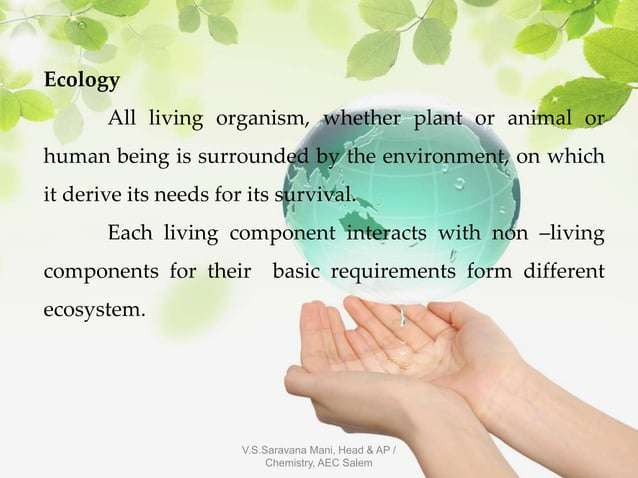 Ecology
All living organism, whether plant or animal or
human being is surrounded by the environment, on which
it derive its needs for its survival.
Each living component interacts with non –living
components for their basic requirements form different
ecosystem.
V.S.Saravana Mani, Head & AP /
Chemistry, AEC Salem